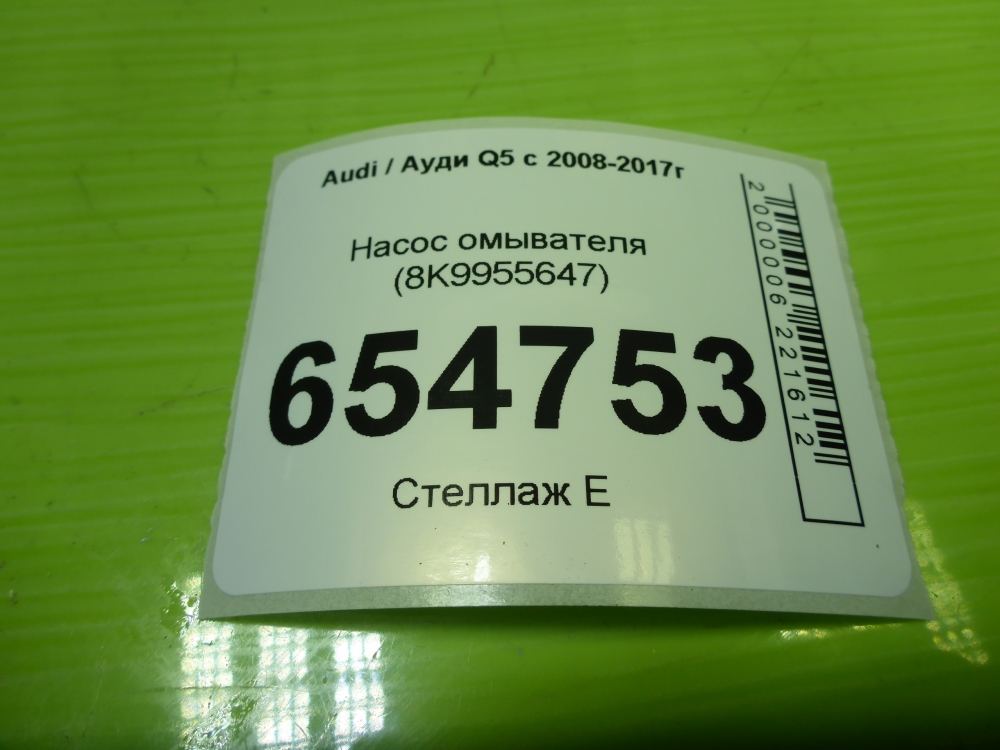 Audi / Ауди Q5 с 2008-2017г
Насос омывателя
(8K9955647)
654753
Стеллаж Е
2000006221612